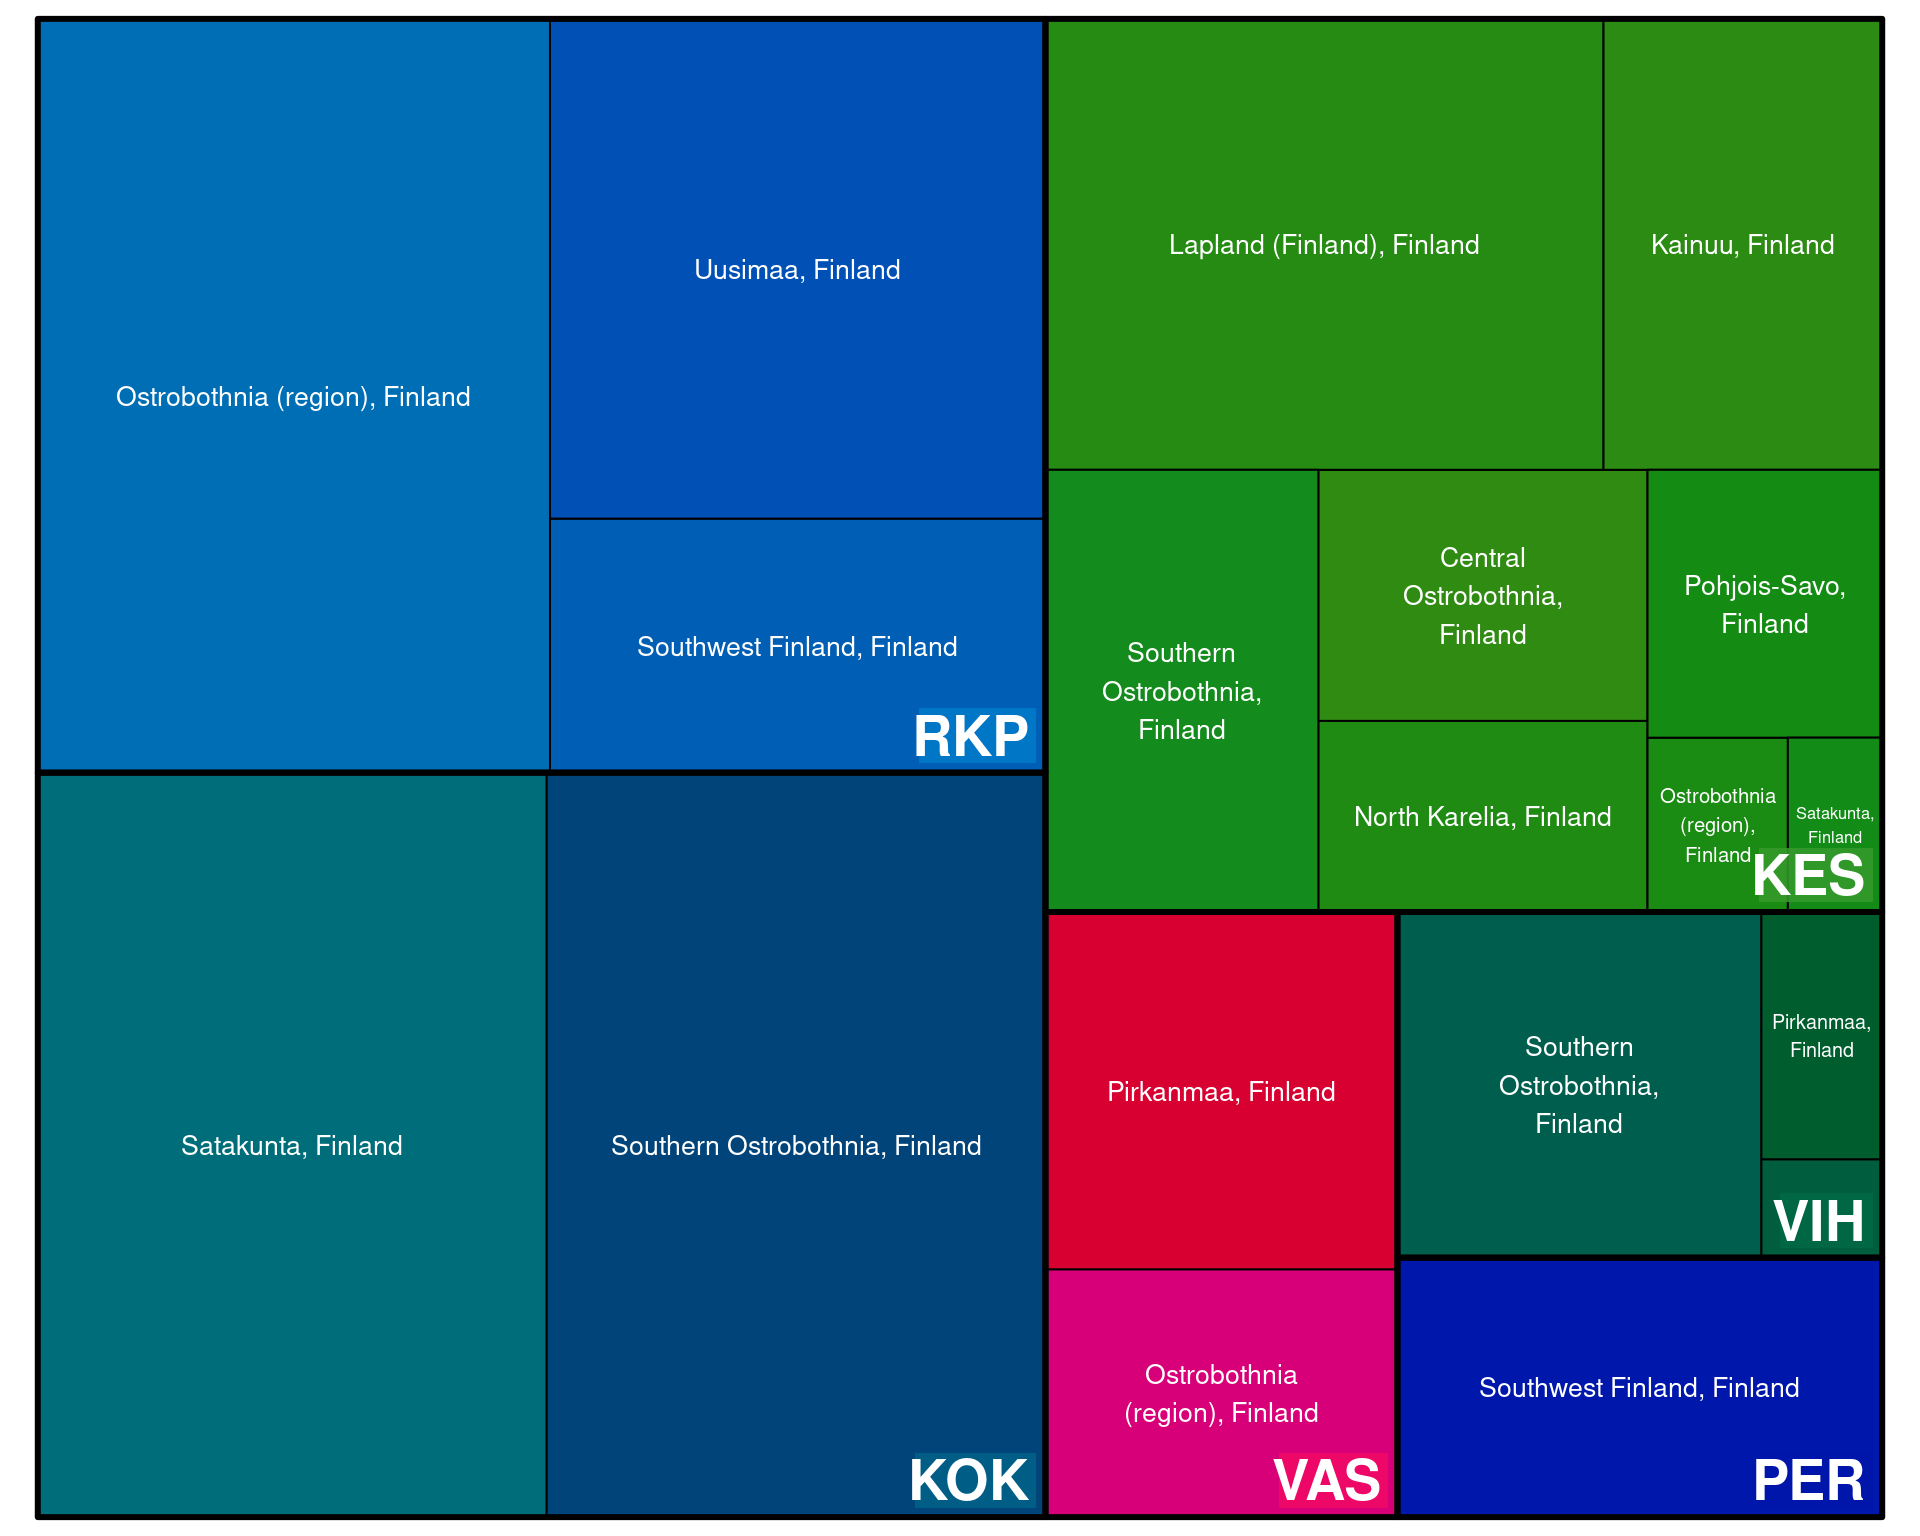 Ostrobothnia (region), Finland
Uusimaa, Finland
Southwest Finland, Finland
RKP
Satakunta, Finland
Southern Ostrobothnia, Finland
KOK
Lapland (Finland), Finland
Kainuu, Finland
Southern
Ostrobothnia,
Finland
Central
Ostrobothnia,
Finland
North Karelia, Finland
Pohjois-Savo,
Finland
Ostrobothnia
(region),
Finland
Satakunta,
Finland
KES
Pirkanmaa, Finland
Ostrobothnia
(region), Finland
VAS
Southern
Ostrobothnia,
Finland
Pirkanmaa,
Finland
VIH
Southwest Finland, Finland
PER